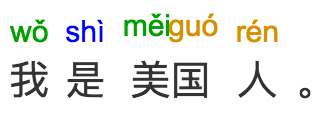 wǒ shì měiguó rén
我 是 美国 人 。